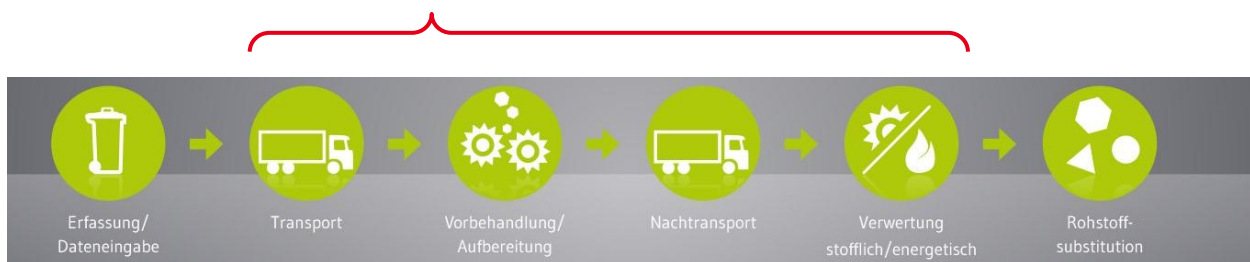 Erfassung/
Dateneingabe
Transport
Vorbehandlung/
Aufbereitung
Nachtransport
Verwertung
stofflich/energetisch
Rohstoff-
substitution